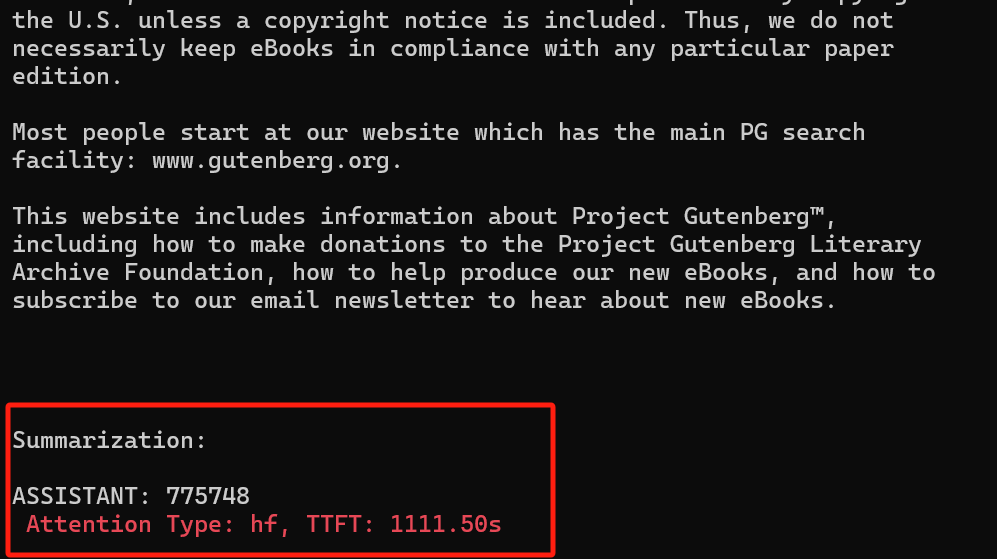 the U.S. unless a copyright notice is included. Thus, we do not
necessarily keep eBooks in compliance with any particular paper
edition.
Most people start at our website which has the main PG search
facility: www.gutenberg.org.
This website includes information about Project Gutenberg™,
including how to make donations to the Project Gutenberg Literary
Archive Foundation, how to help produce our new eBooks, and how to
subscribe to our email newsletter to hear about new eBooks.
Summarization:
ASSISTANT: 775748
Attention Type: hf, TTFT: 1111.50s